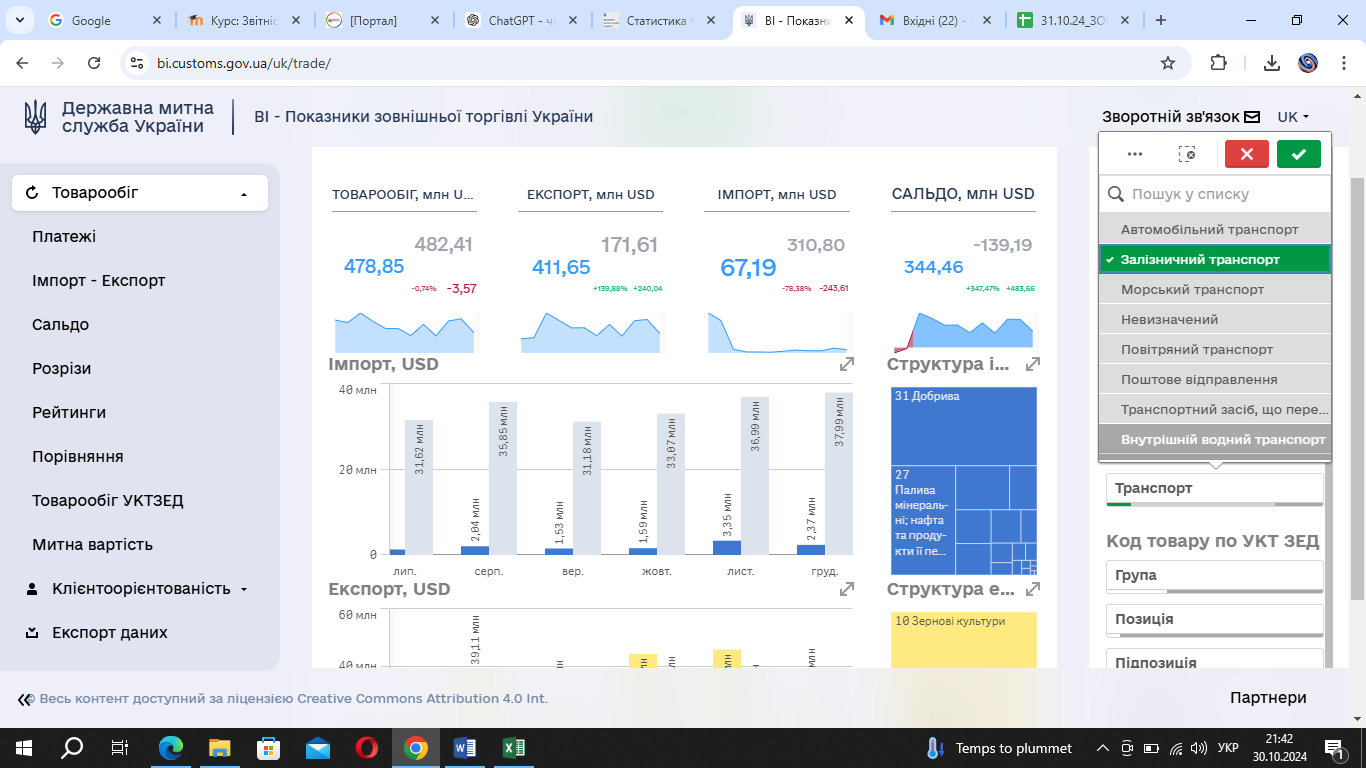 Google
Курс: Звітніс
[Портал]
ChatGPT - ча
Статистика т
BI - Показни
Вхідні (22) -
31.10.24_ЗО
bi.customs.gov.ua/uk/trade/
Державна митна
служба України
BI - Показники зовнішньої торгівлі України
Зворотній зв'язок
UK
Товарообіг
Платежі
Імпорт - Експорт
Сальдо
Розрізи
Рейтинги
Порівняння
Товарообіг УКТЗЕД
Митна вартість
Клієнтоорієнтованість
Експорт даних
ТОВАРООБІГ, млн U...
482,41
478,85
-0,74% -3,57
ЕКСПОРТ, млн USD
171,61
411,65
+139,88% +240,04
ІМПОРТ, млн USD
310,80
67,19
-78,38% -243,61
САЛЬДО, млн USD
-139,19
344,46
+347,47% +483,66
Імпорт, USD
40 млн
20 млн
0
31,62 млн
2,04 млн
35,85 млн
1,53 млн
31,18 млн
1,59 млн
33,07 млн
3,35 млн
36,99 млн
2,37 млн
37,99 млн
лип.
серп.
вер.
жовт.
лист.
груд.
Структура і...
31 Добрива
27
Палива
мінераль-
ні; нафта
та проду-
кти її пе...
Експорт, USD
60 млн
40 млн
39,11 млн
млн
млн
млн
млн
Структура е...
10 Зернові культури
Пошук у списку
Автомобільний транспорт
Залізничний транспорт
Морський транспорт
Невизначений
Повітряний транспорт
Поштове відправлення
Транспортний засіб, що пере...
Внутрішній водний транспорт
Транспорт
Код товару по УКТ ЗЕД
Група
Позиція
Підпозиція
© Весь контент доступний за ліцензією Creative Commons Attribution 4.0 Int.
Партнери
Temps to plummet
УКР
21:42
30.10.2024
1